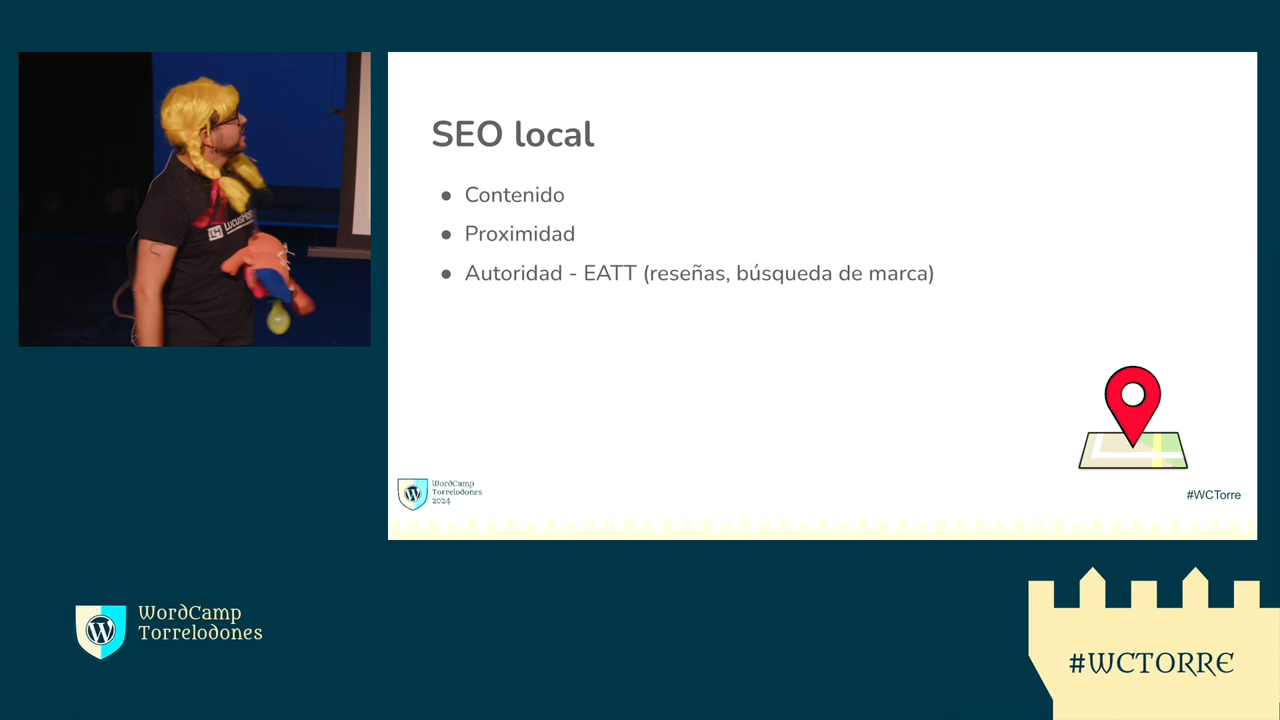 SEO local
● Contenido
● Proximidad
● Autoridad - EATT (reseñas, búsqueda de marca)
WordCamp
Torrelodones
2024
#WCTorre
WordCamp
Torrelodones
#WCTORRE